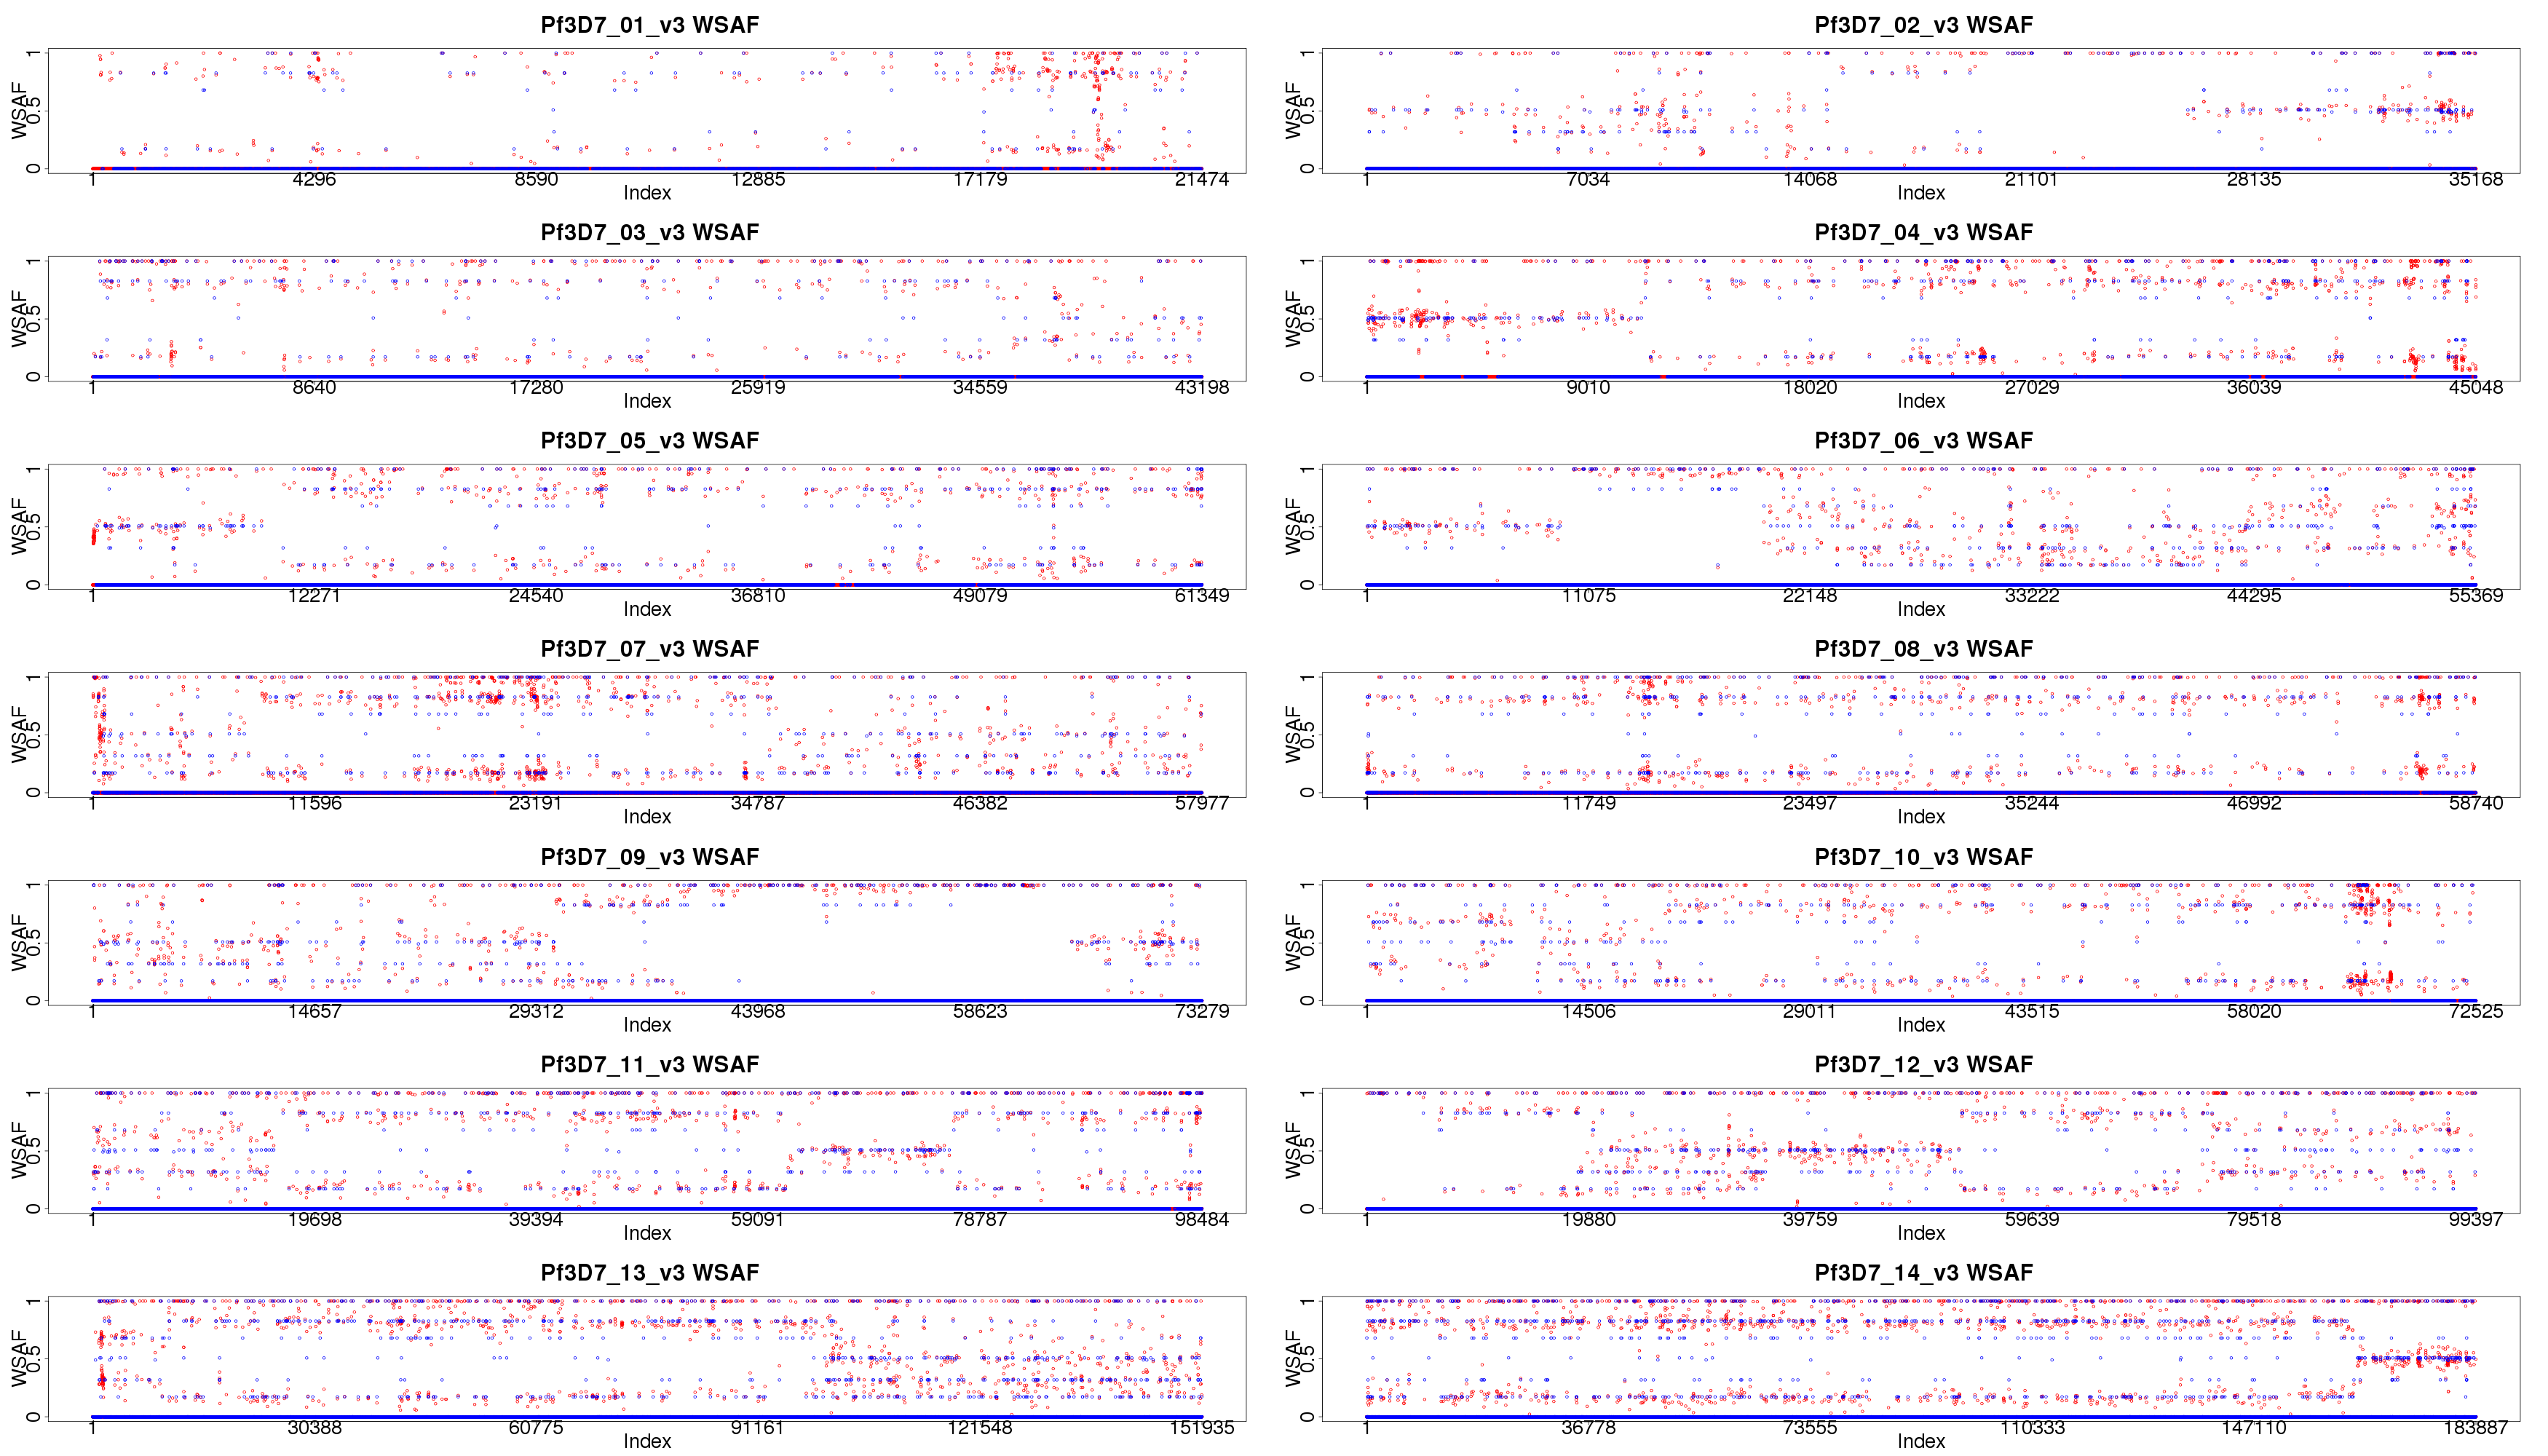 Pf3D7_01_v3 WSAF
WSAF
0 0.5 1
1 4296 8590 12885 17179 21474
Index
Pf3D7_02_v3 WSAF
WSAF
0 0.5 1
1 7034 14068 21101 28135 35168
Index
Pf3D7_03_v3 WSAF
WSAF
0 0.5 1
1 8640 17280 25919 34559 43198
Index
Pf3D7_04_v3 WSAF
WSAF
0 0.5 1
1 9010 18020 27029 36039 45048
Index
Pf3D7_05_v3 WSAF
WSAF
0 0.5 1
1 12271 24540 36810 49079 61349
Index
Pf3D7_06_v3 WSAF
WSAF
0 0.5 1
1 11075 22148 33222 44295 55369
Index
Pf3D7_07_v3 WSAF
WSAF
0 0.5 1
1 11596 23191 34787 46382 57977
Index
Pf3D7_08_v3 WSAF
WSAF
0 0.5 1
1 11749 23497 35244 46992 58740
Index
Pf3D7_09_v3 WSAF
WSAF
0 0.5 1
1 14657 29312 43968 58623 73279
Index
Pf3D7_10_v3 WSAF
WSAF
0 0.5 1
1 14506 29011 43515 58020 72525
Index
Pf3D7_11_v3 WSAF
WSAF
0 0.5 1
1 19698 39394 59091 78787 98484
Index
Pf3D7_12_v3 WSAF
WSAF
0 0.5 1
1 19880 39759 59639 79518 99397
Index
Pf3D7_13_v3 WSAF
WSAF
0 0.5 1
1 30388 60775 91161 121548 151935
Index
Pf3D7_14_v3 WSAF
WSAF
0 0.5 1
1 36778 73555 110333 147110 183887
Index